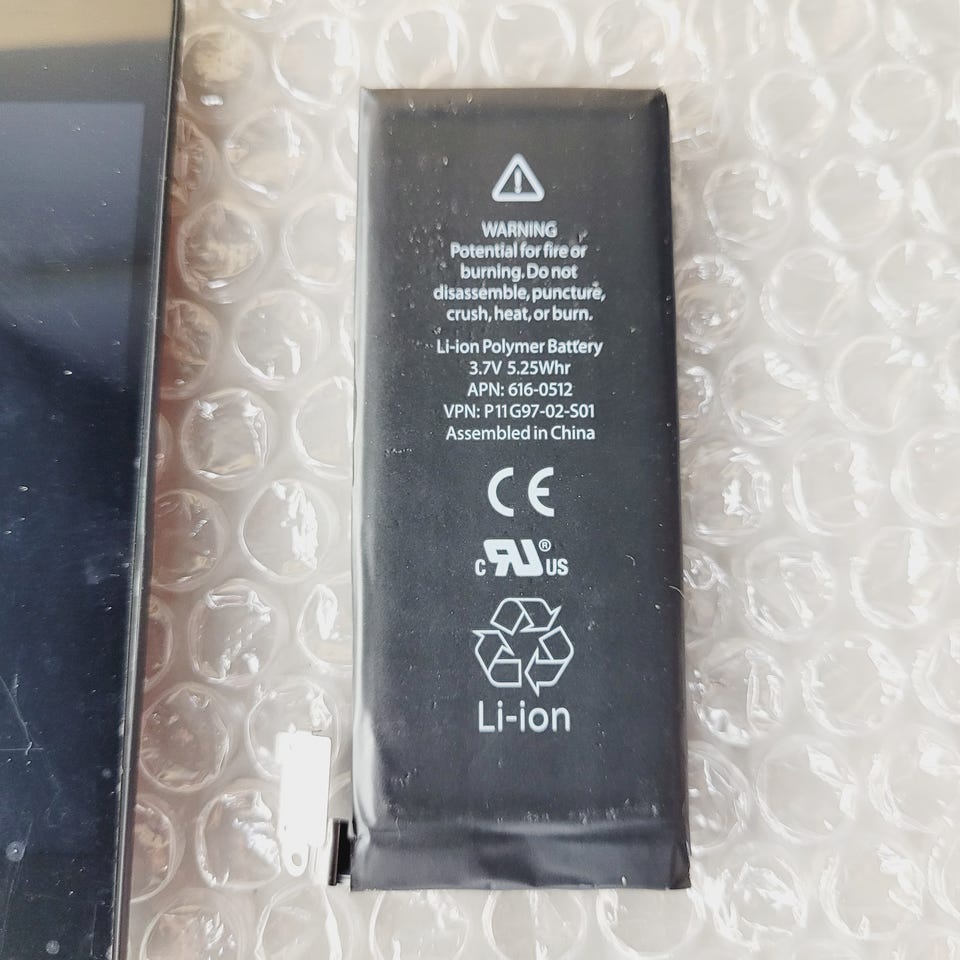 WARNING
Potential for fire or
burning. Do not
disassemble, puncture,
crush, heat, or burn.
Li-ion Polymer Battery
3.7V 5.25Whr
APN: 616-0512
VPN: P11G97-02-S01
Assembled in China
CE
c RU ® US
Li-ion